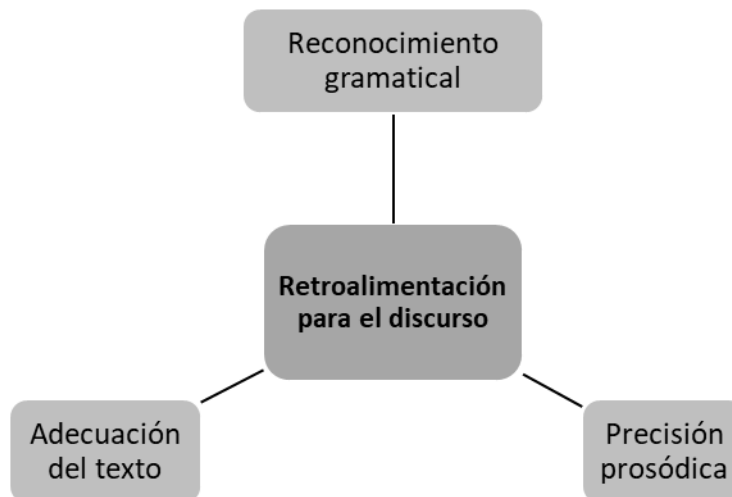 Reconocimiento
gramatical
Retroalimentación
para el discurso
Adecuación
del texto
Precisión
prosódica